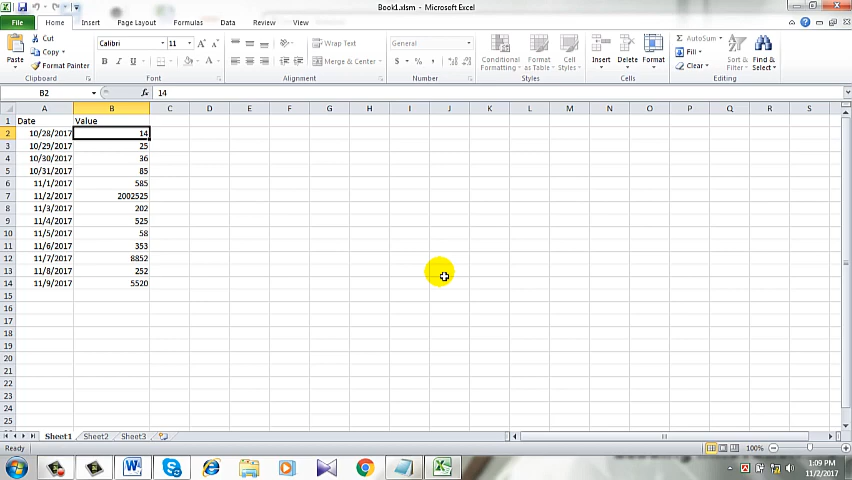 Book1.xlsm - Microsoft Excel
File Home Insert Page Layout Formulas Data Review View
Paste
Cut
Copy
Format Painter
Clipboard
Calibri 11
B I U
Font
Wrap Text
Merge & Center
Alignment
General
$ % ,
Number
Conditional Formatting
Format as Table
Cell Styles
Styles
Insert Delete Format
Cells
AutoSum
Fill
Clear
Sort & Filter
Find & Select
Editing
B2 fx 14
A B C D E F G H I J K L M N O P Q R S
1 Date Value
2 10/28/2017 14
3 10/29/2017 25
4 10/30/2017 36
5 10/31/2017 85
6 11/1/2017 585
7 11/2/2017 2002525
8 11/3/2017 202
9 11/4/2017 525
10 11/5/2017 58
11 11/6/2017 353
12 11/7/2017 8852
13 11/8/2017 252
14 11/9/2017 5520
15
16
17
18
19
20
21
22
23
24
25
Sheet1 Sheet2 Sheet3
Ready 100%
1:09 PM
11/2/2017